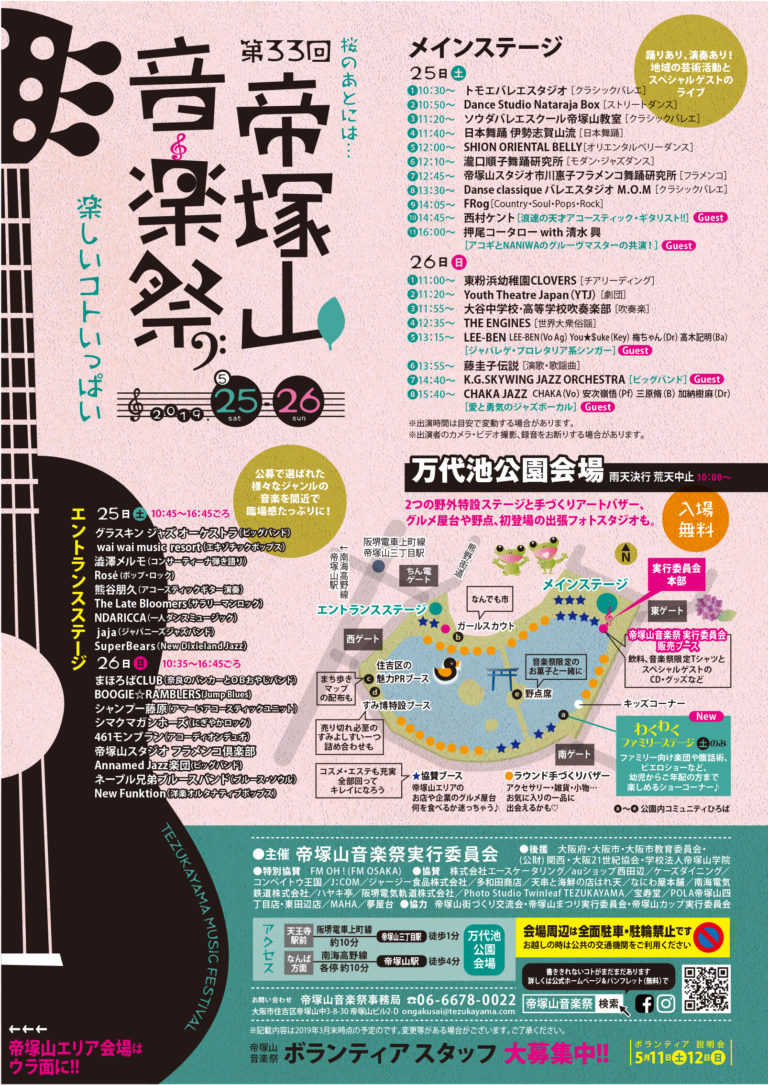 桜のあとには…
第33回
帝塚山
音楽祭
楽しいコトいっぱい
2019.
5
25 sat
26 sun
メインステージ
踊りあり、演奏あり!
地域の芸術活動と
スペシャルゲストの
ライブ
25日土
1 10:30〜 トモエバレエスタジオ [クラシックバレエ]
2 10:50〜 Dance Studio Nataraja Box [ストリートダンス]
3 11:20〜 ソウダバレエスクール帝塚山教室 [クラシックバレエ]
4 11:40〜 日本舞踊 伊勢志賀山流 [日本舞踊]
5 12:00〜 SHION ORIENTAL BELLY [オリエンタルベリーダンス]
6 12:10〜 瀧口順子舞踊研究所 [モダン・ジャズダンス]
7 12:45〜 帝塚山スタジオ市川惠子フラメンコ舞踊研究所 [フラメンコ]
8 13:30〜 Danse classique バレエスタジオ M.O.M [クラシックバレエ]
9 14:05〜 FRog [Country・Soul・Pops・Rock]
10 14:45〜 西村ケント [浪速の天才アコースティック・ギタリスト!!] Guest
11 16:00〜 押尾コータロー with 清水 興
[アコギとNANIWAのグルーヴマスターの共演!] Guest
26日日
1 11:00〜 東粉浜幼稚園CLOVERS [チアリーディング]
2 11:20〜 Youth Theatre Japan(YTJ) [劇団]
3 11:55〜 大谷中学校・高等学校吹奏楽部 [吹奏楽]
4 12:35〜 THE ENGINES [世界大衆俗謡]
5 13:15〜 LEE-BEN LEE-BEN(Vo Ag) You★$uke(Key) 梅ちゃん(Dr) 高木記明(Ba)
[ジャパレゲ・プロレタリア系シンガー] Guest
6 13:55〜 藤圭子伝説 [演歌・歌謡曲]
7 14:40〜 K.G.SKYWING JAZZ ORCHESTRA [ビッグバンド] Guest
8 15:40〜 CHAKA JAZZ CHAKA(Vo) 安次嶺悟(Pf) 三原脩(B) 加納樹麻(Dr)
[愛と勇気のジャズボーカル] Guest
※出演時間は目安で変動する場合があります。
※出演者のカメラ・ビデオ撮影、録音をお断りする場合があります。
公募で選ばれた
様々なジャンルの
音楽を間近で
臨場感たっぷりに!
エントランスステージ
25日土 10:45〜16:45ごろ
グラスキン ジャズ オーケストラ(ビッグバンド)
wai wai music resort(エキゾチックポップス)
澁澤メルモ(コンサーティーナ弾き語り)
Rosé(ポップ・ロック)
熊谷朋久(アコースティックギター演奏)
The Late Bloomers(サラリーマンロック)
NDARICCA(一人ダンスミュージック)
jaja(ジャパニーズジャズバンド)
SuperBears(New Dixieland Jazz)
26日日 10:35〜16:45ごろ
まほろばCLUB(奈良のバンカーとOBおやぢバンド)
BOOGIE☆RAMBLERS(Jump Blues)
シャンプー藤原(アマ〜いアコースティックユニット)
シマクマガンホーズ(にぎやかロック)
461モンブラン(アコーディオンデュオ)
帝塚山スタジオ フラメンコ倶楽部
Annamed Jazz楽団(ビッグバンド)
ネーブル兄弟ブルースバンド(ブルース・ソウル)
New Funktion(洋楽オルタナティブポップス)
万代池公園会場 雨天決行 荒天中止 10:00〜
2つの野外特設ステージと手づくりアートバザー、
グルメ屋台や野点、初登場の出張フォトスタジオも。
入場
無料
阪堺電車上町線
帝塚山三丁目駅
←南海高野線
帝塚山駅
熊野街道
ちん電
ゲート
N
メインステージ
実行委員会
本部
エントランスステージ
なんでも市
ガールスカウト
b
東ゲート
西ゲート
帝塚山音楽祭 実行委員会
販売ブース
飲料、音楽祭限定Tシャツと
スペシャルゲストの
CD・グッズなど
まち歩き
マップ
の配布も
c
住吉区の
魅力PRブース
d
すみ博特設ブース
音楽祭限定の
お菓子と一緒に
e 野点席
キッズコーナー
a
売り切れ必至の
すみよしすい〜つ
詰め合わせも
New
わくわく
ファミリーステージ 土のみ
ファミリー向け楽団や腹話術、
ピエロショーなど、
幼児からご年配の方まで
楽しめるショーコーナー♪
南ゲート
コスメ・エステも充実
全部回って
キレイになろう
★協賛ブース
帝塚山エリアの
お店や企業のグルメ屋台
何を食べるか迷っちゃう♪
●ラウンド手づくりバザー
アクセサリー・雑貨・小物…
お気に入りの一品に
出会えるかも♡
a〜e 公園内コミュニティひろば
TEZUKAYAMA MUSIC FESTIVAL
●主催 帝塚山音楽祭実行委員会
●後援 大阪府・大阪市・大阪市教育委員会・
(公財)関西・大阪21世紀協会・学校法人帝塚山学院
●特別協賛 FM OH!(FM OSAKA) ●協賛 株式会社エースケータリング/auショップ西田辺/ケーズダイニング/
コンペイトウ王国/J:COM/ジャージー食品株式会社/多和田商店/天串と海鮮の店はれ天/なにわ屋本舗/南海電気
鉄道株式会社/ハヤキ亭/阪堺電気軌道株式会社/Photo Studio Twinleaf TEZUKAYAMA/宝寿堂/POLA帝塚山四
丁目店・東田辺店/MAHA/夢屋台 ●協力 帝塚山街づくり交流会・帝塚山まつり実行委員会・帝塚山カップ実行委員会
アクセス
天王寺
駅前
阪堺電車上町線
約10分
帝塚山三丁目駅 徒歩1分
なんば
方面
南海高野線
各停 約10分
帝塚山駅 徒歩4分
万代池
公園
会場
会場周辺は全面駐車・駐輪禁止です
お越しの時は公共の交通機関をご利用ください
書ききれないコトがまだまだあります
詳しくは公式ホームページ&パンフレット(無料)で
帝塚山音楽祭 検索
お問い合わせ 帝塚山音楽祭事務局 ☎06-6678-0022
大阪市住吉区帝塚山中3-8-30 帝塚山ビル2-D ongakusai@tezukayama.com
※記載内容は2019年3月末時点の予定です。変更等がある場合がございます。ご了承ください。
←←←
帝塚山エリア会場は
ウラ面に!!
帝塚山
音楽祭
ボランティアスタッフ 大募集中!!
ボランティア 説明会
5月11日土12日日